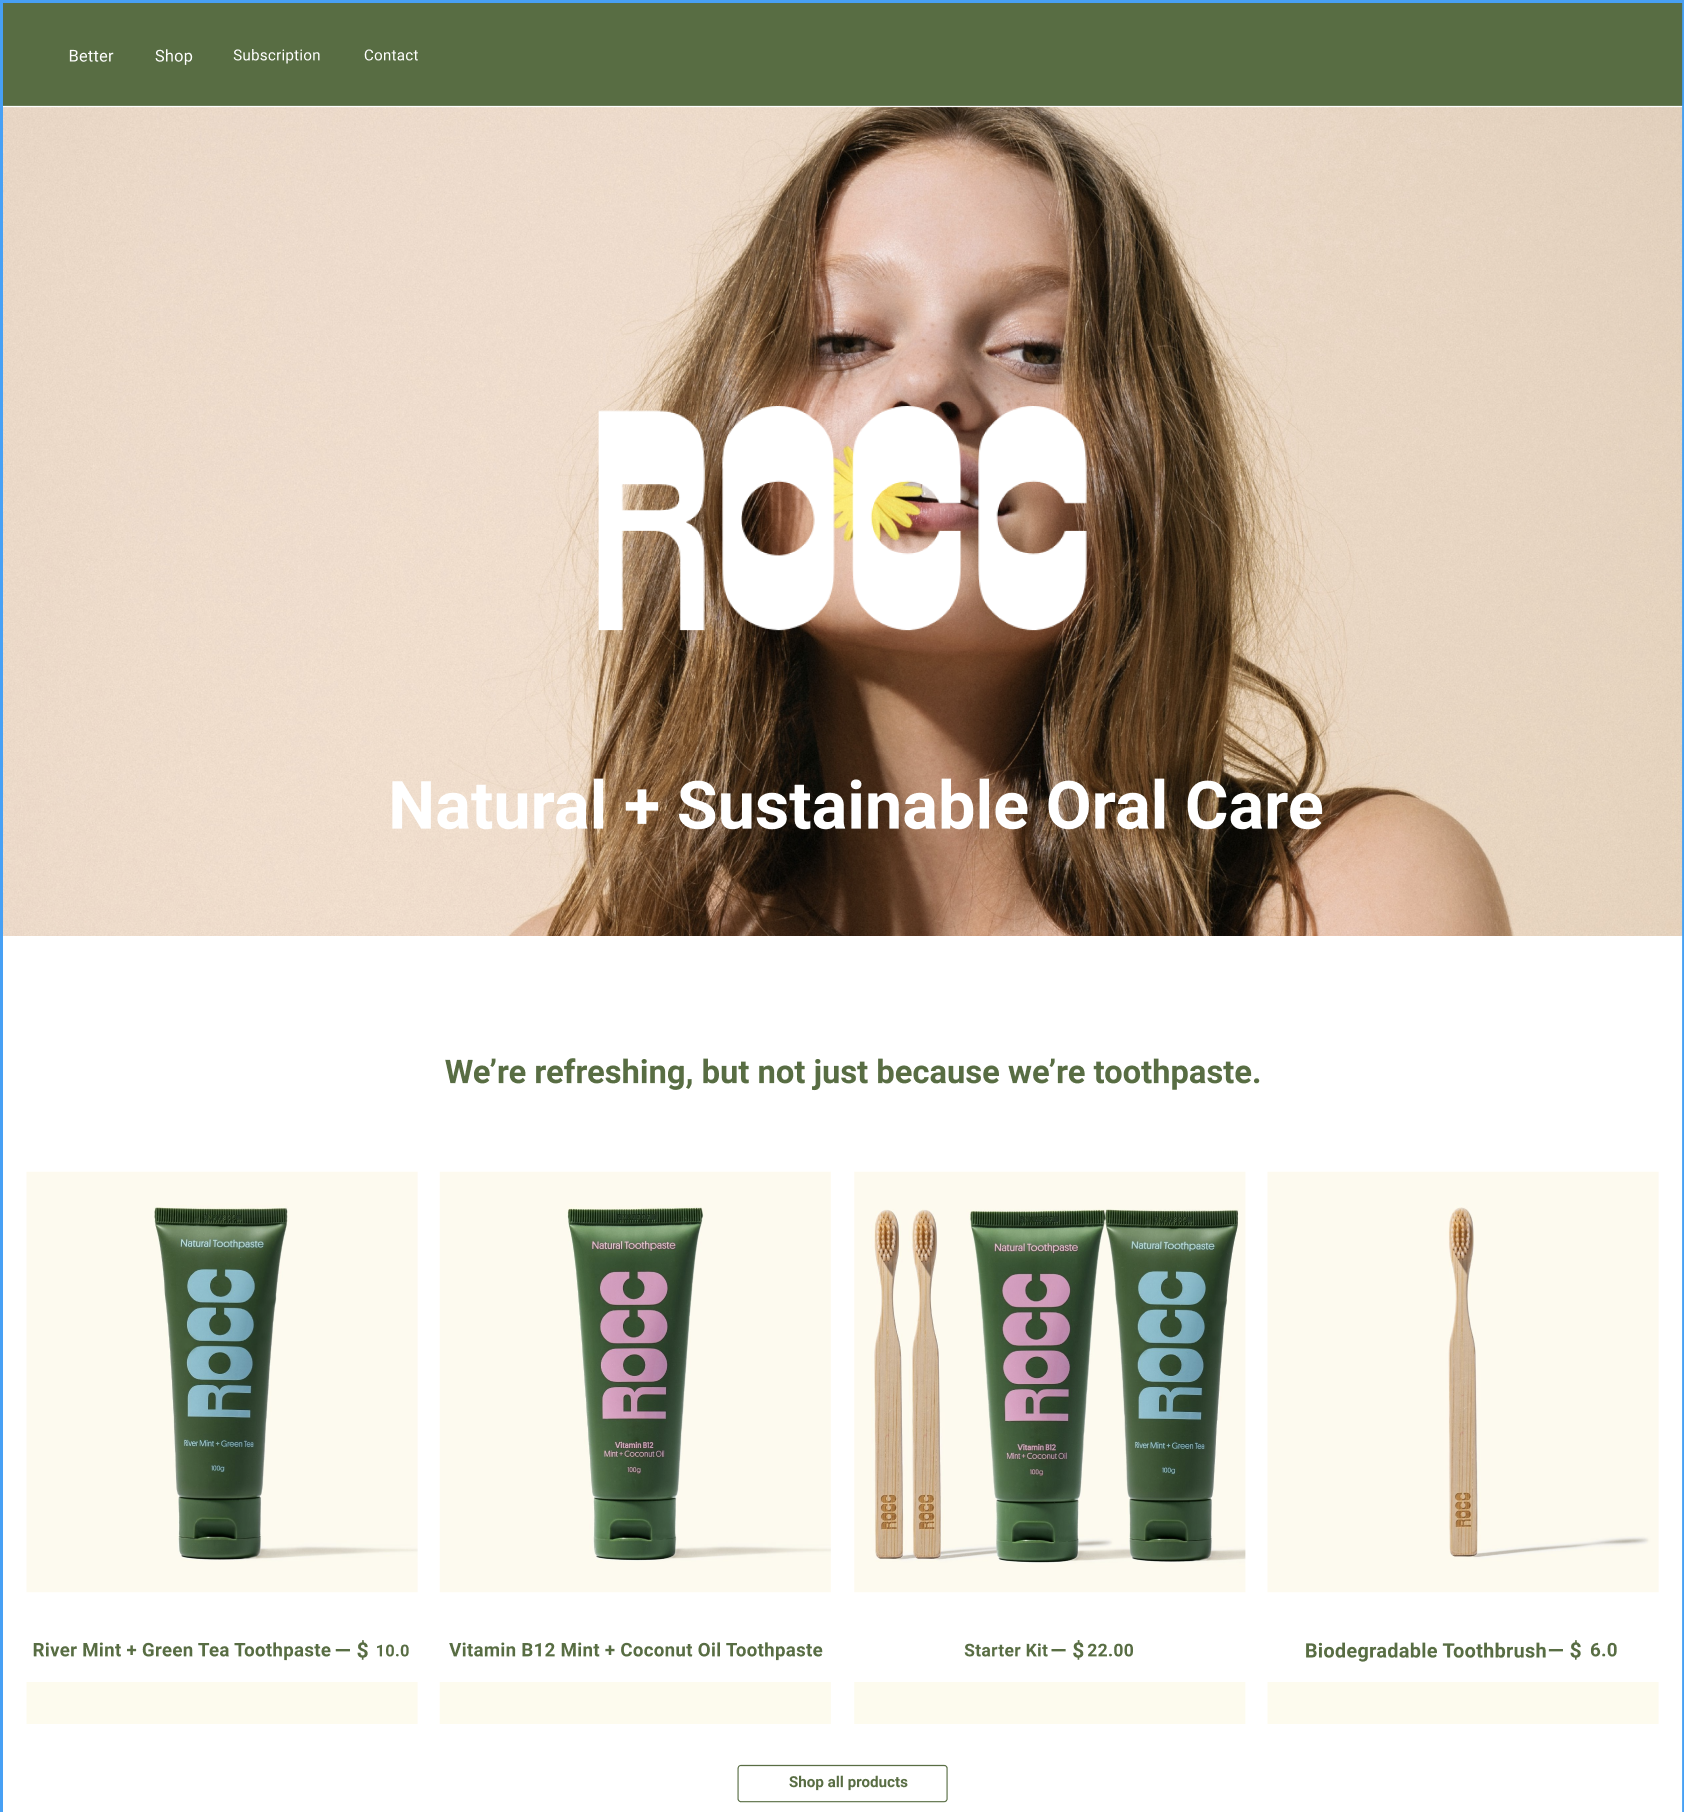 Better Shop Subscription Contact
ROCC
Natural + Sustainable Oral Care
We’re refreshing, but not just because we’re toothpaste.
Natural Toothpaste
ROCC
River Mint + Green Tea
100g
Natural Toothpaste
ROCC
Vitamin B12
Mint + Coconut Oil
100g
ROCC
ROCC
Natural Toothpaste
ROCC
Vitamin B12
Mint + Coconut Oil
100g
Natural Toothpaste
ROCC
River Mint + Green Tea
100g
ROCC
River Mint + Green Tea Toothpaste — $ 10.0
Vitamin B12 Mint + Coconut Oil Toothpaste
Starter Kit — $ 22.00
Biodegradable Toothbrush — $ 6.0
Shop all products